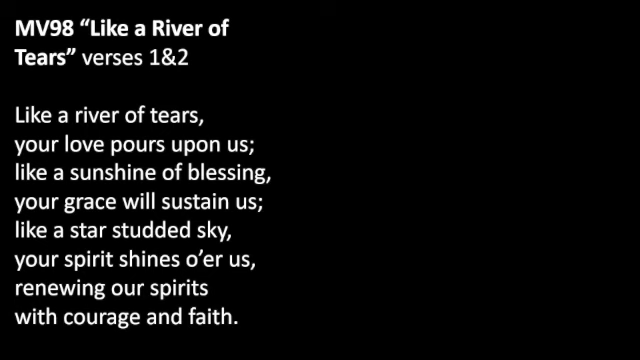 MV98 “Like a River of
Tears” verses 1&2
Like a river of tears,
your love pours upon us;
like a sunshine of blessing,
your grace will sustain us;
like a star studded sky,
your spirit shines o’er us,
renewing our spirits
with courage and faith.